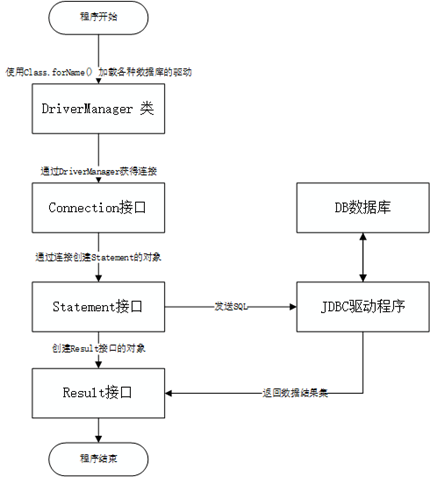 程序开始
使用Class.forName() 加载各种数据库的驱动
DriverManager 类
通过DriverManager获得连接
Connection接口
DB数据库
通过连接创建Statement的对象
Statement接口
发送SQL
JDBC驱动程序
创建Result接口的对象
Result接口
返回数据结果集
程序结束